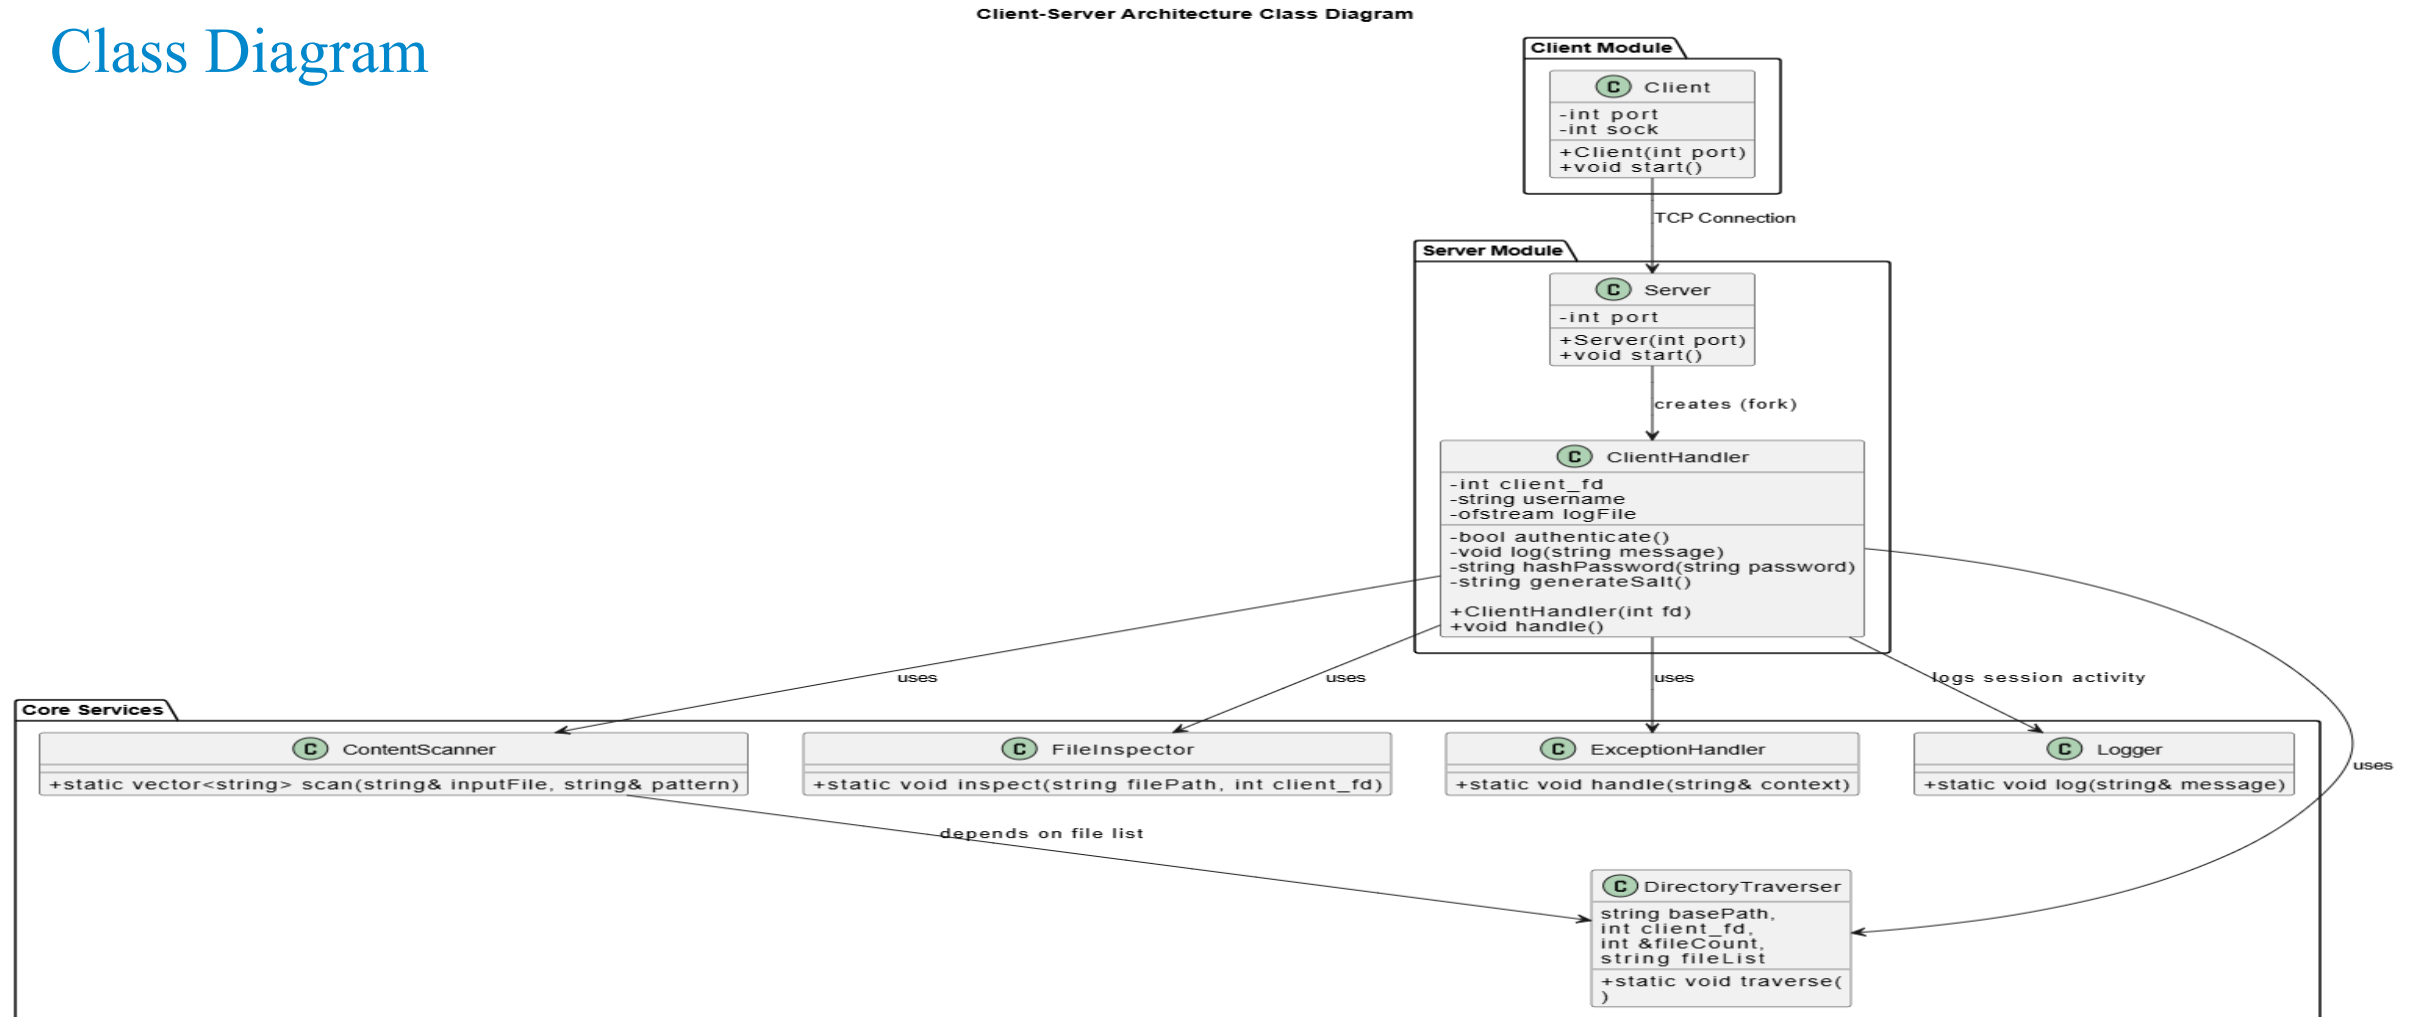 Client-Server Architecture Class Diagram
Class Diagram
Client Module
C Client
-int port
-int sock
+Client(int port)
+void start()
TCP Connection
Server Module
C Server
-int port
+Server(int port)
+void start()
creates (fork)
C ClientHandler
-int client_fd
-string username
-ofstream logFile
-bool authenticate()
-void log(string message)
-string hashPassword(string password)
-string generateSalt()
+ClientHandler(int fd)
+void handle()
uses
uses
uses
logs session activity
uses
Core Services
C ContentScanner
+static vector<string> scan(string& inputFile, string& pattern)
C FileInspector
+static void inspect(string filePath, int client_fd)
C ExceptionHandler
+static void handle(string& context)
C Logger
+static void log(string& message)
depends on file list
C DirectoryTraverser
string basePath,
int client_fd,
int &fileCount,
string fileList
+static void traverse(
)